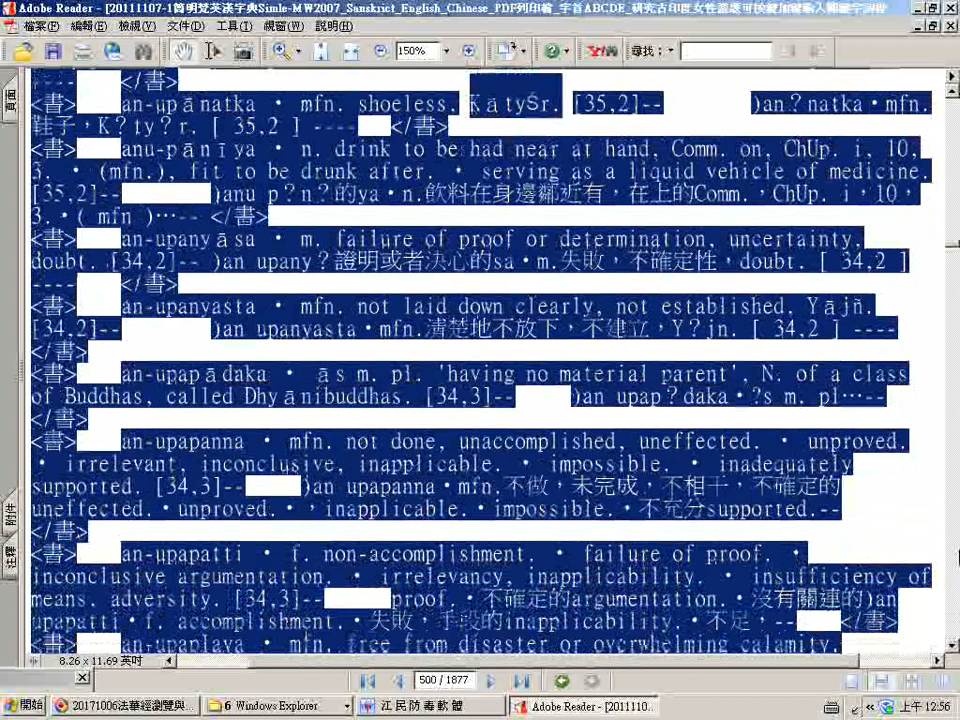 Adobe Reader - [20111107-1簡明梵英漢字典Simle-MW2007_Sanskrict_English_Chinese_PDF列印檔_字首ABCDE_研究古印度女性
檔案(F) 編輯(E) 檢視(V) 文件(D) 工具(T) 視窗(W) 說明(H)
150% 尋找：
頁面
---- </書>
<書> an-upānatka • mfn. shoeless, KātyŚr. [35,2]-- )an？natka•mfn.
鞋子，K？ty？r. [ 35,2 ] ---- </書>
<書> anu-pānīya • n. drink to be had near at hand, Comm. on. ChUp. i, 10,
3. • (mfn.), fit to be drunk after. • serving as a liquid vehicle of medicine.
[35,2]-- )anu p？n？的ya•n.飲料在身邊鄰近有，在上的Comm.，ChUp. i，10，
3.•( mfn )…-- </書>
<書> an-upanyāsa • m. failure of proof or determination, uncertainty,
doubt. [34,2]-- )an upany？證明或者決心的sa•m.失敗，不確定性，doubt. [ 34,2 ]
---- </書>
<書> an-upanyasta • mfn. not laid down clearly, not established, Yājñ.
[34,2]-- )an upanyasta•mfn.清楚地不放下，不建立，Y？jn. [ 34,2 ] ----
</書>
<書> an-upapādaka • ās m. pl. 'having no material parent', N. of a class
of Buddhas, called Dhyānibuddhas. [34,3]-- )an upap？daka•？s m. pl…--
</書>
<書> an-upapanna • mfn. not done, unaccomplished, uneffected. • unproved.
• irrelevant, inconclusive, inapplicable. • impossible. • inadequately
supported. [34,3]-- )an upapanna•mfn.不做，未完成，不相干，不確定的
uneffected.•unproved.•，inapplicable.•impossible.•不充分supported.--
</書>
<書> an-upapatti • f. non-accomplishment. • failure of proof. •
inconclusive argumentation. • irrelevancy, inapplicability. • insufficiency of
means, adversity. [34,3]-- proof.•不確定的argumentation.•沒有關連的)an
upapatti•f. accomplishment.•失敗，手段的inapplicability.•不足，-- </書>
<書> an-upaplava • mfn. free from disaster or overwhelming calamity.
附件
註釋
8.26 x 11.69 英吋
500 / 1877
開始 20171006法華經瀏覽與... 6 Windows Explorer 江民防毒軟體 Adobe Reader - [2011110... 上午 12:56